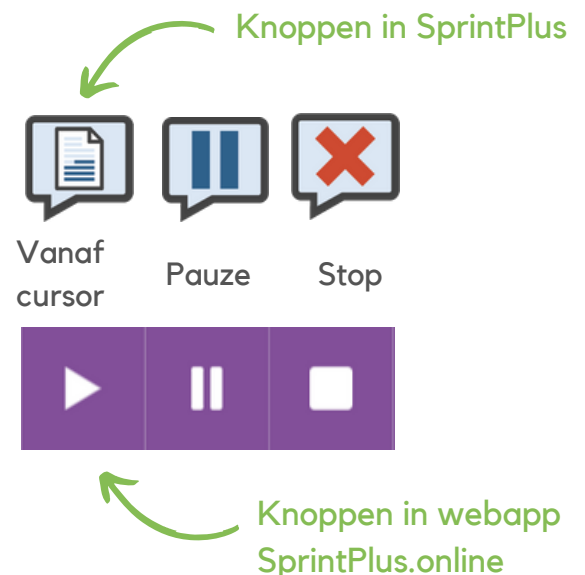 Knoppen in SprintPlus
Vanaf
cursor
Pauze
Stop
Knoppen in webapp
SprintPlus.online